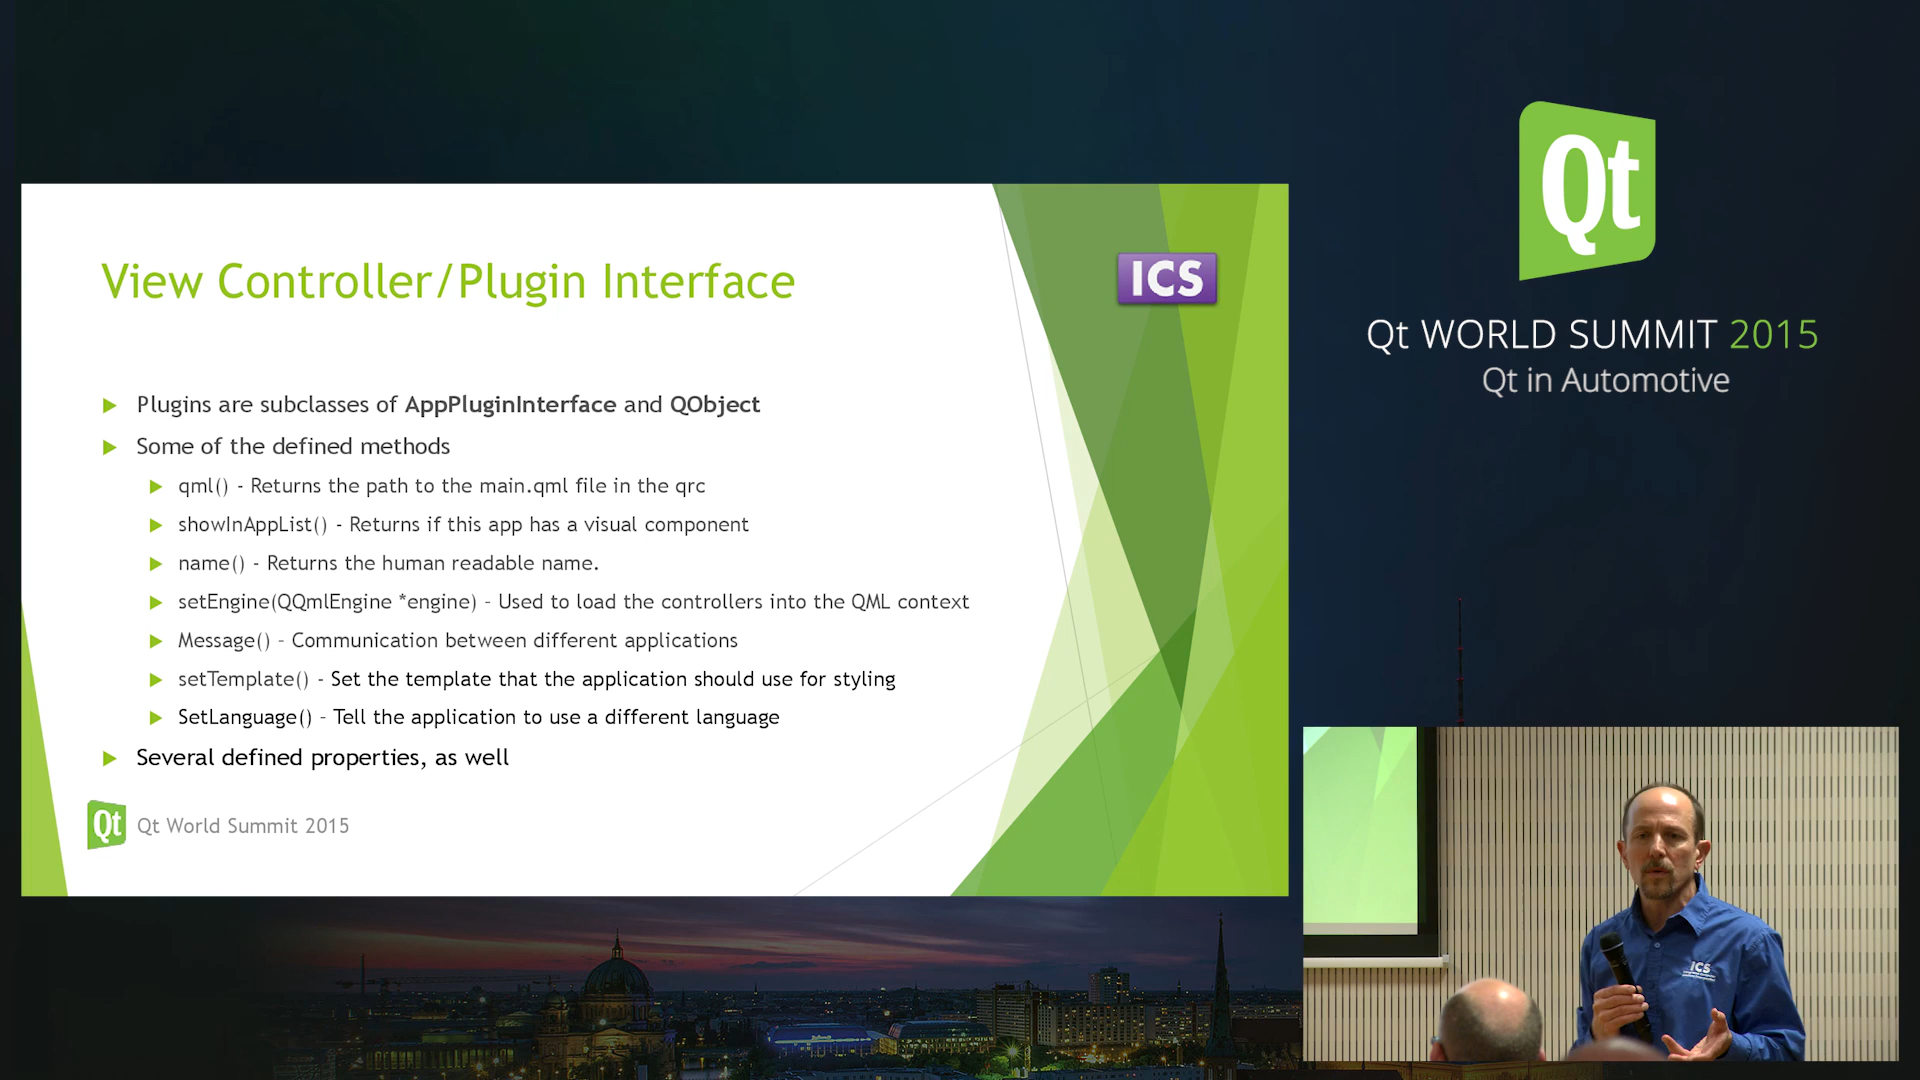 View Controller/Plugin Interface
ICS
Plugins are subclasses of AppPluginInterface and QObject
Some of the defined methods
qml() - Returns the path to the main.qml file in the qrc
showInAppList() - Returns if this app has a visual component
name() - Returns the human readable name.
setEngine(QQmlEngine *engine) – Used to load the controllers into the QML context
Message() – Communication between different applications
setTemplate() - Set the template that the application should use for styling
SetLanguage() – Tell the application to use a different language
Several defined properties, as well
Qt Qt World Summit 2015
Qt
Qt WORLD SUMMIT 2015
Qt in Automotive
ICS